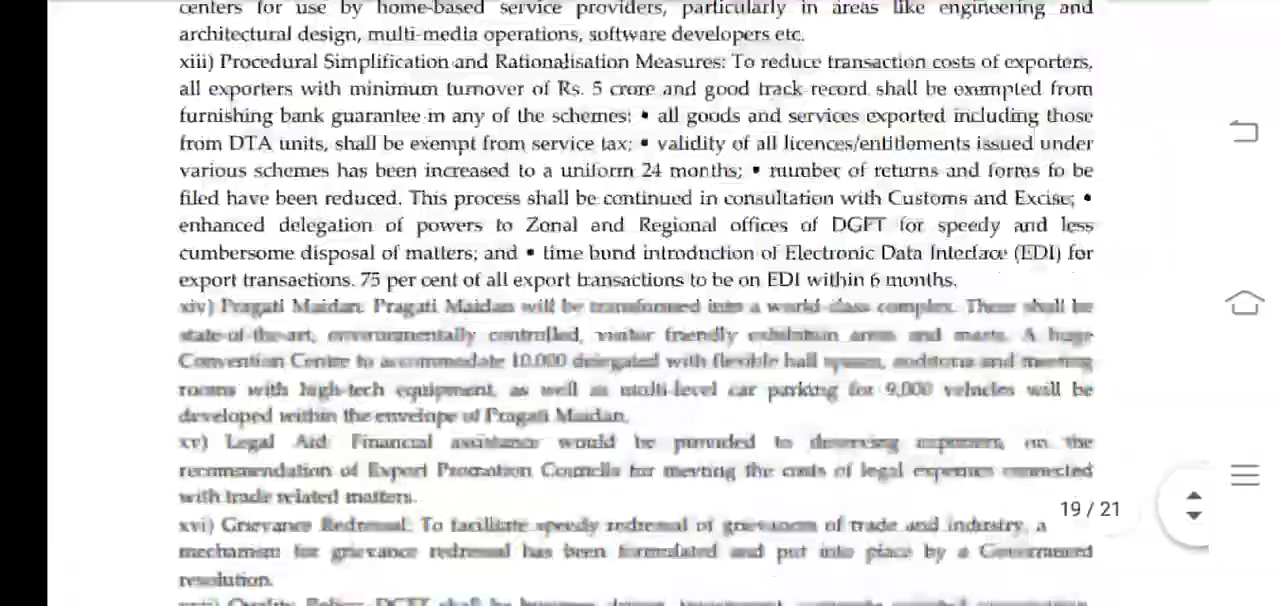 centers for use by home-based service providers, particularly in areas like engineering and
architectural design, multi-media operations, software developers etc.
xiii) Procedural Simplification and Rationalisation Measures: To reduce transaction costs of exporters,
all exporters with minimum turnover of Rs. 5 crore and good track record shall be exempted from
furnishing bank guarantee in any of the schemes; • all goods and services exported including those
from DTA units, shall be exempt from service tax; • validity of all licences/entitlements issued under
various schemes has been increased to a uniform 24 months; • number of returns and forms to be
filed have been reduced. This process shall be continued in consultation with Customs and Excise; •
enhanced delegation of powers to Zonal and Regional offices of DGFT for speedy and less
cumbersome disposal of matters; and • time bund introduction of Electronic Data Interface (EDI) for
export transactions. 75 per cent of all export transactions to be on EDI within 6 months.
xiv) Pragati Maidan: Pragati Maidan will be transformed into a world-class complex. There shall be
state-of-the-art, environmentally controlled, visitor friendly exhibition areas and marts. A huge
Convention Centre to accommodate 10,000 delegated with flexible hall spaces, auditoria and meeting
rooms with high-tech equipment, as well as multi-level car parking for 9,000 vehicles will be
developed within the envelope of Pragati Maidan.
xv) Legal Aid: Financial assistance would be provided to deserving exporters, on the
recommendation of Export Promotion Councils for meeting the costs of legal expenses connected
with trade related matters.
xvi) Grievance Redressal: To facilitate speedy redressal of grievances of trade and industry, a
mechanism for grievance redressal has been formulated and put into place by a Government
resolution.
19 / 21